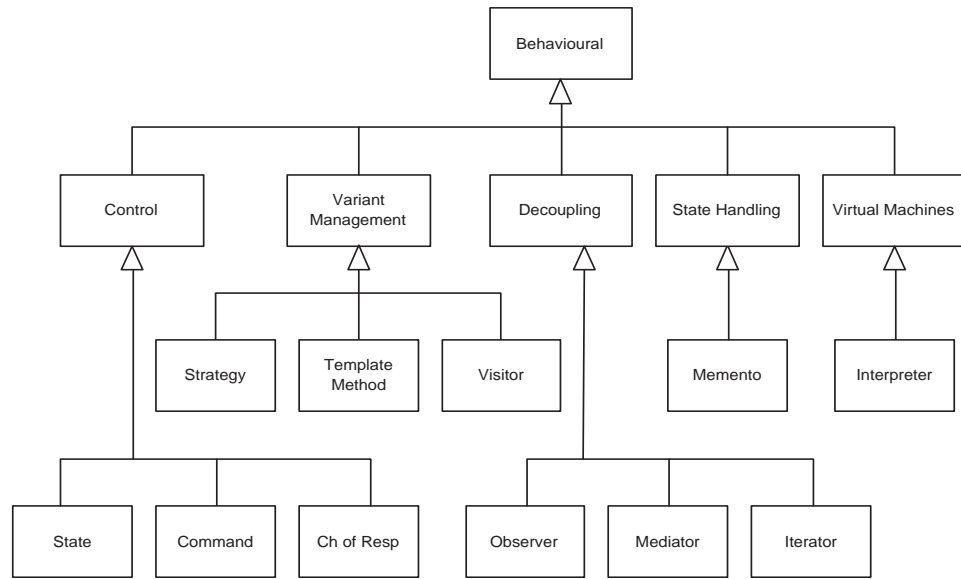 Behavioural
Control
Variant
Management
Decoupling
State Handling
Virtual Machines
Strategy
Template
Method
Visitor
Memento
Interpreter
State
Command
Ch of Resp
Observer
Mediator
Iterator